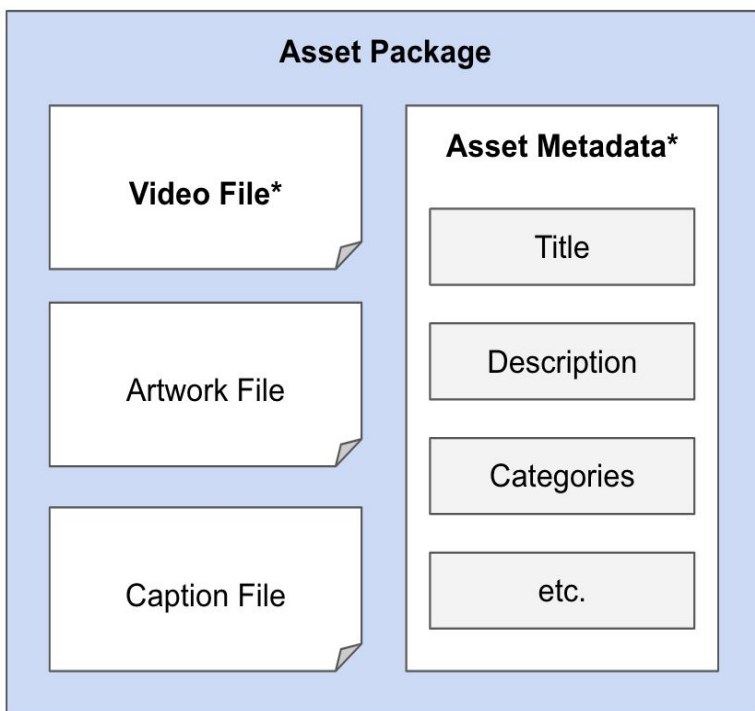 Asset Package
Video File*
Artwork File
Caption File
Asset Metadata*
Title
Description
Categories
etc.